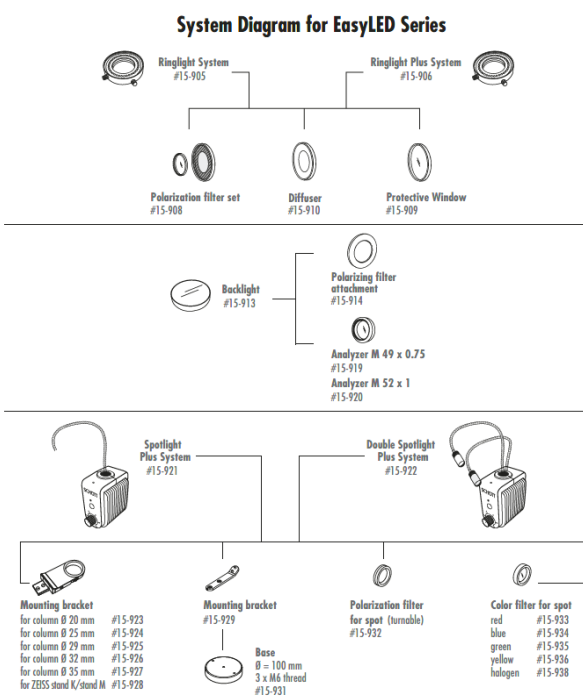 System Diagram for EasyLED Series
Ringlight System
#15-905
Ringlight Plus System
#15-906
Polarization filter set
#15-908
Diffuser
#15-910
Protective Window
#15-909
Backlight
#15-913
Polarizing filter
attachment
#15-914
Analyzer M 49 x 0.75
#15-919
Analyzer M 52 x 1
#15-920
Spotlight
Plus System
#15-921
Double Spotlight
Plus System
#15-922
SCHOTT
SCHOTT
Mounting bracket
for column Ø 20 mm #15-923
for column Ø 25 mm #15-924
for column Ø 29 mm #15-925
for column Ø 32 mm #15-926
for column Ø 35 mm #15-927
for ZEISS stand K/stand M #15-928
Mounting bracket
#15-929
Base
Ø = 100 mm
3 x M6 thread
#15-931
Polarization filter
for spot (turnable)
#15-932
Color filter for spot
red #15-933
blue #15-934
green #15-935
yellow #15-936
halogen #15-938